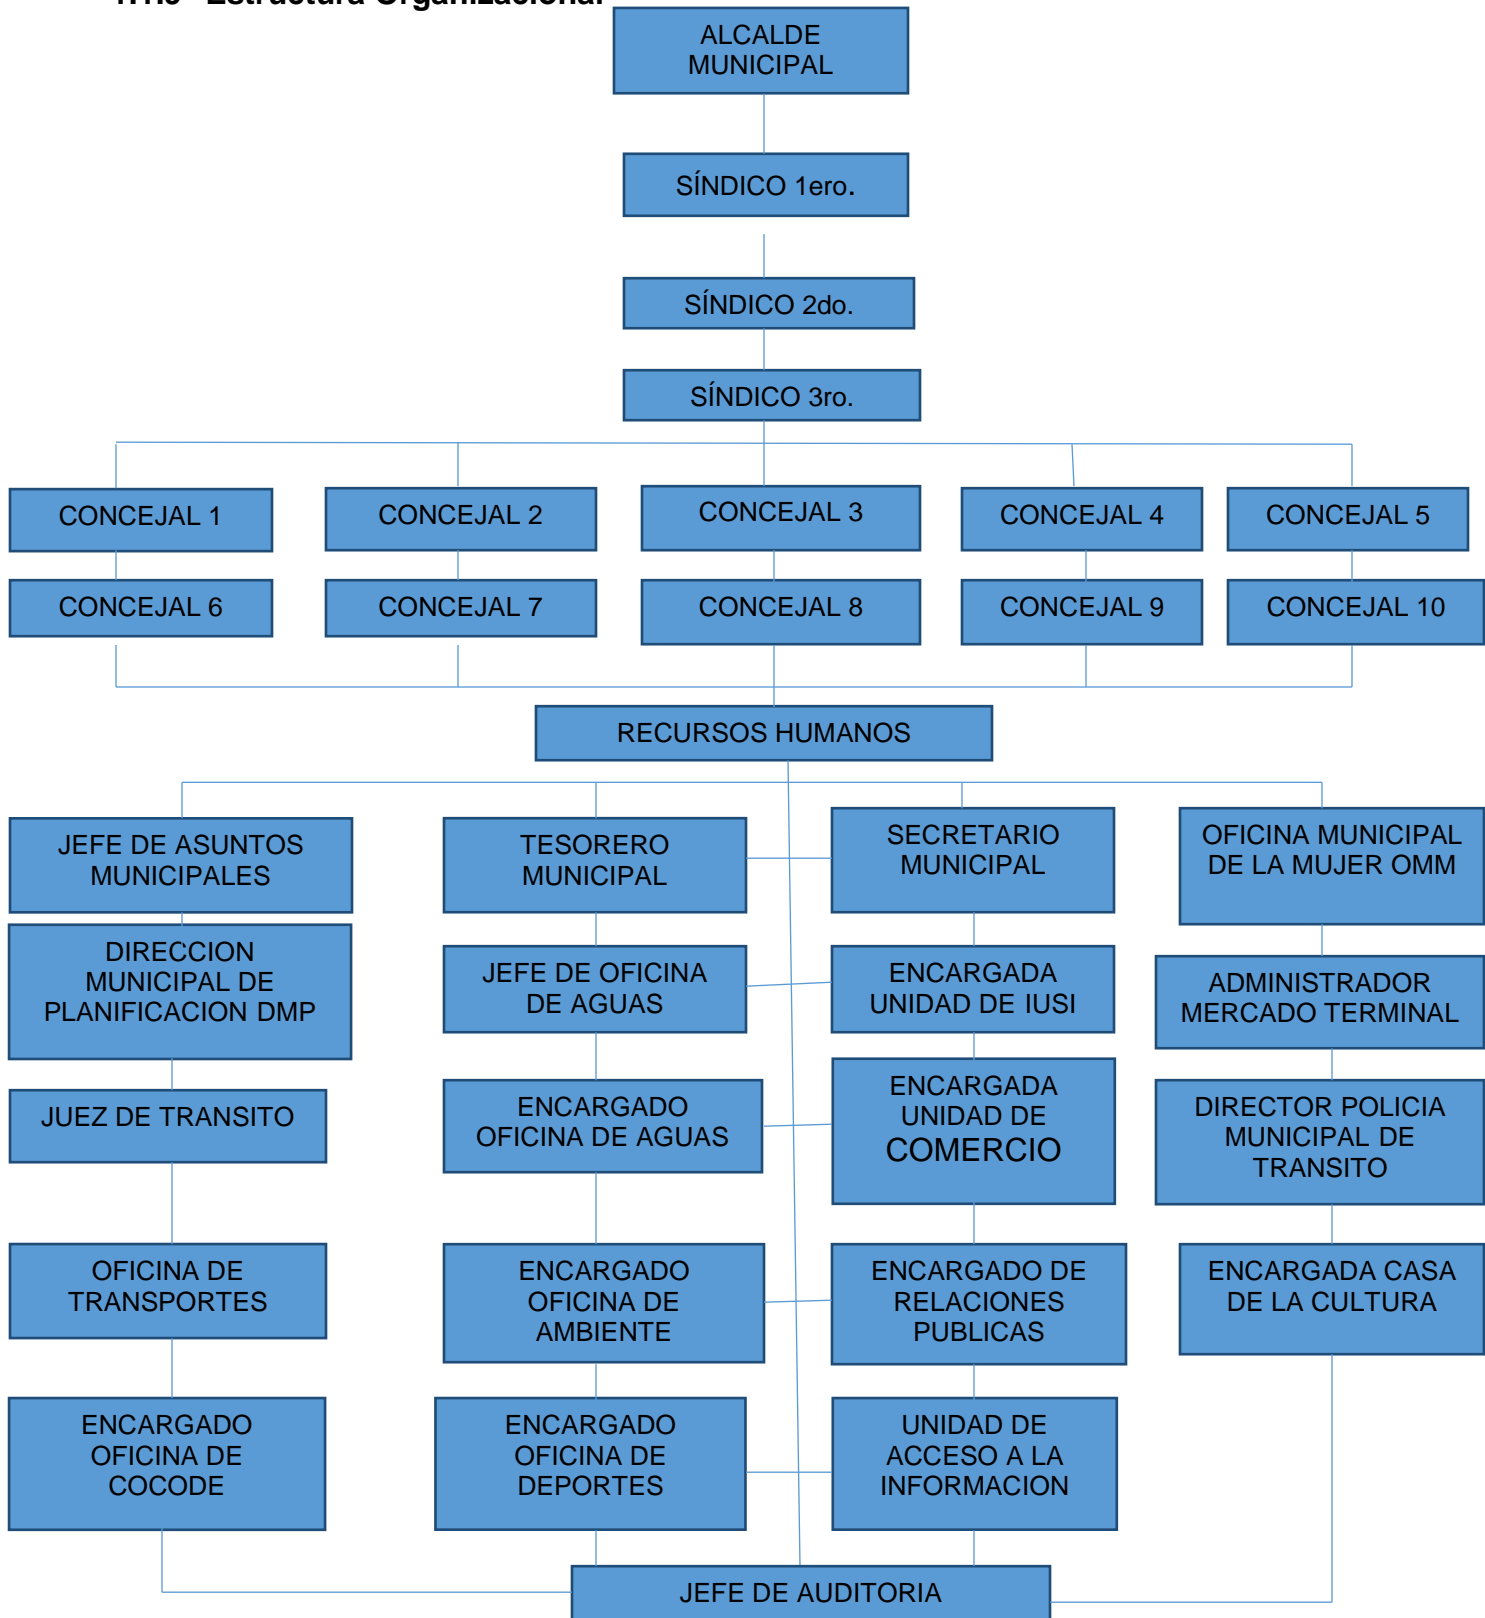 Estructura Organizacional
ALCALDE
MUNICIPAL
SÍNDICO 1ero.
SÍNDICO 2do.
SÍNDICO 3ro.
CONCEJAL 1
CONCEJAL 2
CONCEJAL 3
CONCEJAL 4
CONCEJAL 5
CONCEJAL 6
CONCEJAL 7
CONCEJAL 8
CONCEJAL 9
CONCEJAL 10
RECURSOS HUMANOS
JEFE DE ASUNTOS
MUNICIPALES
TESORERO
MUNICIPAL
SECRETARIO
MUNICIPAL
OFICINA MUNICIPAL
DE LA MUJER OMM
DIRECCION
MUNICIPAL DE
PLANIFICACION DMP
JEFE DE OFICINA
DE AGUAS
ENCARGADA
UNIDAD DE IUSI
ADMINISTRADOR
MERCADO TERMINAL
JUEZ DE TRANSITO
ENCARGADO
OFICINA DE AGUAS
ENCARGADA
UNIDAD DE
COMERCIO
DIRECTOR POLICIA
MUNICIPAL DE
TRANSITO
OFICINA DE
TRANSPORTES
ENCARGADO
OFICINA DE
AMBIENTE
ENCARGADO DE
RELACIONES
PUBLICAS
ENCARGADA CASA
DE LA CULTURA
ENCARGADO
OFICINA DE
COCODE
ENCARGADO
OFICINA DE
DEPORTES
UNIDAD DE
ACCESO A LA
INFORMACION
JEFE DE AUDITORIA